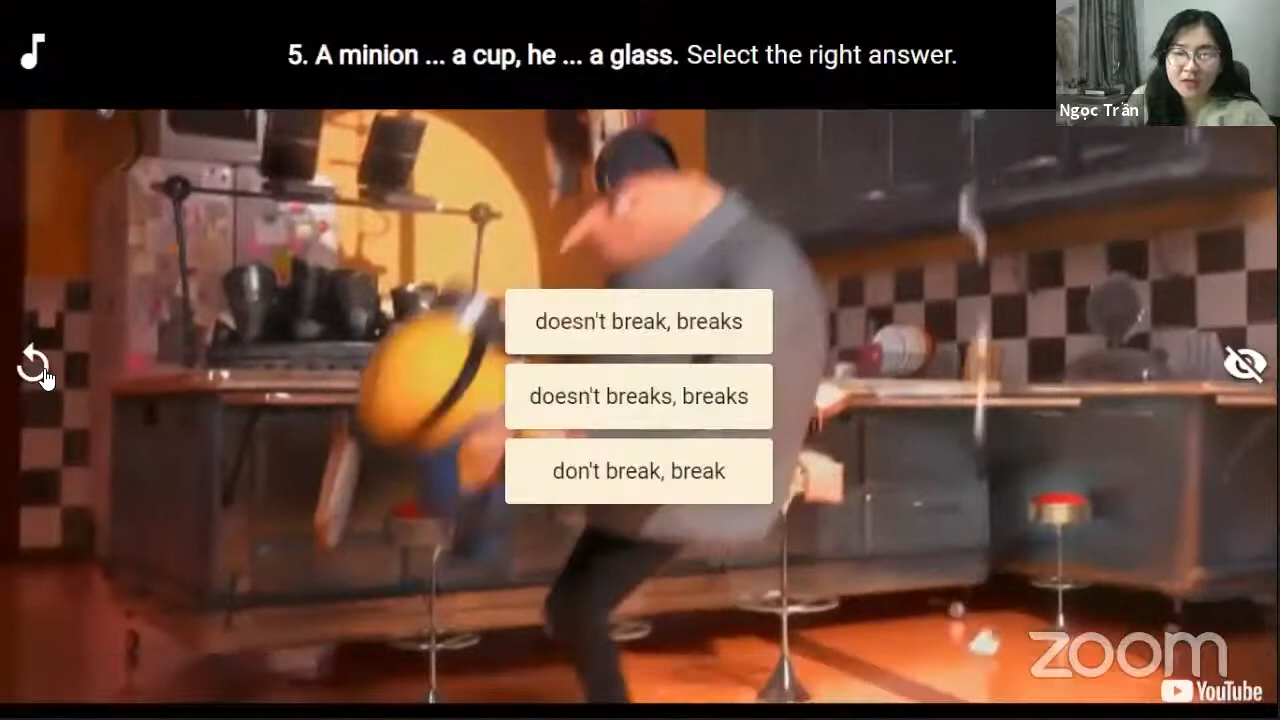 5. A minion ... a cup, he ... a glass. Select the right answer.
Ngọc Trần
doesn't break, breaks
doesn't breaks, breaks
don't break, break
zoom
YouTube